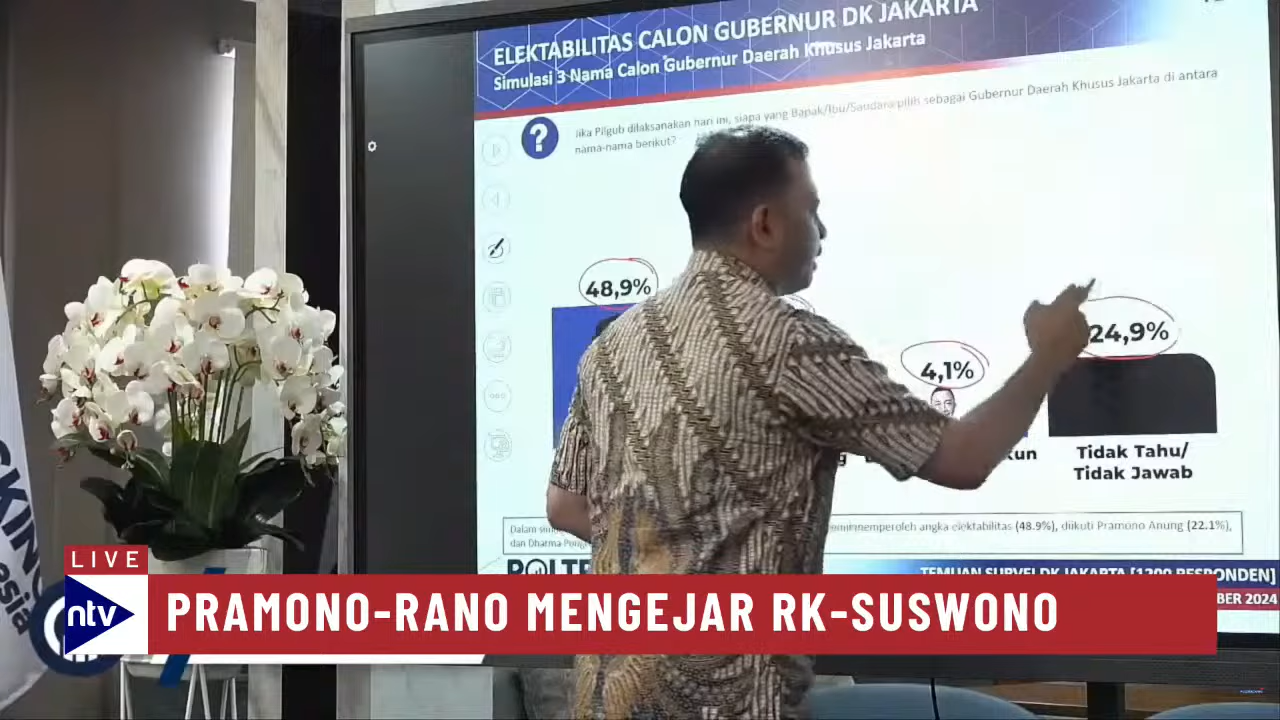 ELEKTABILITAS CALON GUBERNUR DK JAKARTA
Simulasi 3 Nama Calon Gubernur Daerah Khusus Jakarta
Jika Pilgub dilaksanakan hari ini, siapa yang Bapak/Ibu/Saudara pilih sebagai Gubernur Daerah Khusus Jakarta di antara
nama-nama berikut?
?
48,9%
4,1%
24,9%
Tidak Tahu/
Tidak Jawab
memperoleh angka elektabilitas (48.9%), diikuti Pramono Anung (22.1%),
dan Dharma
TEMUAN SURVEI DK JAKARTA [1200 RESPONDEN]
BER 2024
LIVE
ntv
PRAMONO-RANO MENGEJAR RK-SUSWONO